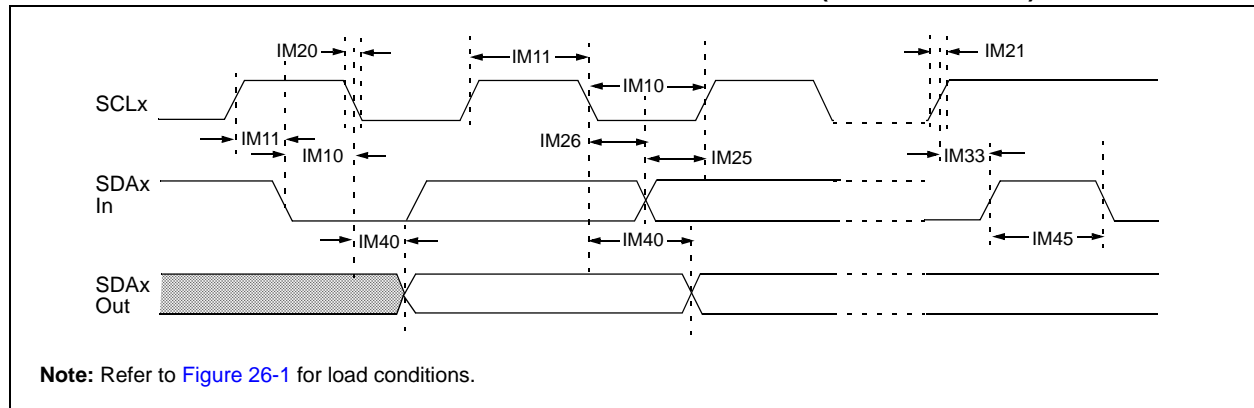 IM20
IM11
IM21
IM10
SCLx
IM11
IM10
IM26
IM25
IM33
SDAx
In
IM40
IM40
IM45
SDAx
Out
Note: Refer to Figure 26-1 for load conditions.